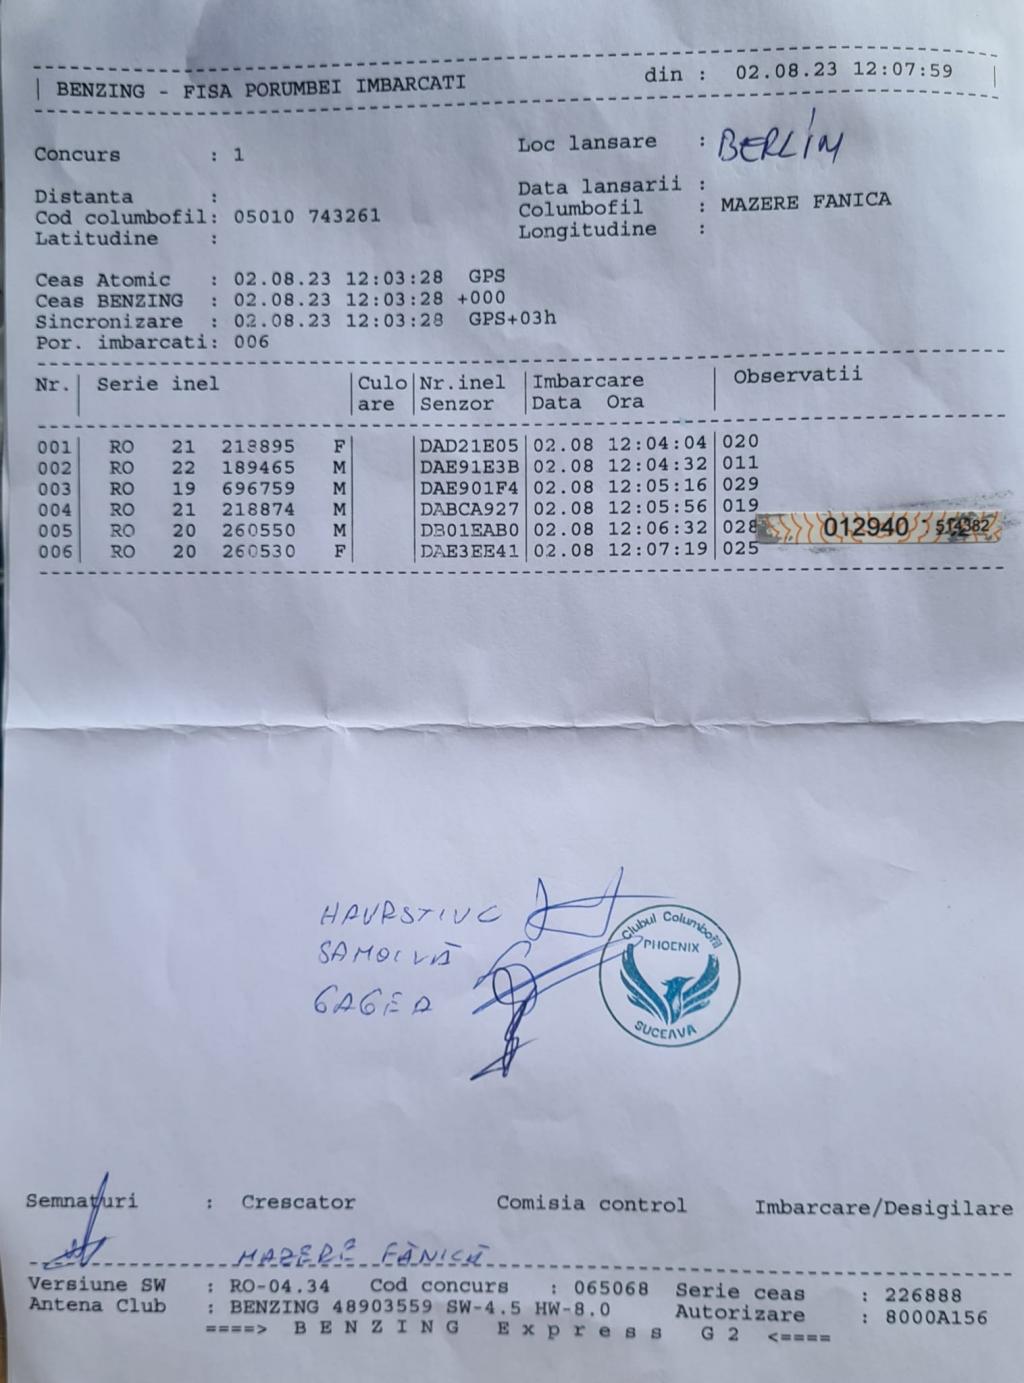 BENZING - FISA PORUMBEI IMBARCATI din : 02.08.23 12:07:59
Concurs : 1 Loc lansare : BERLIN
Distanta : Data lansarii :
Cod columbofil: 05010 743261 Columbofil : MAZERE FANICA
Latitudine : Longitudine :
Ceas Atomic : 02.08.23 12:03:28 GPS
Ceas BENZING : 02.08.23 12:03:28 +000
Sincronizare : 02.08.23 12:03:28 GPS+03h
Por. imbarcati: 006
Nr. Serie inel Culo Nr.inel Imbarcare Observatii
are Senzor Data Ora
001 RO 21 218895 F DAD21E05 02.08 12:04:04 020
002 RO 22 189465 M DAE91E3B 02.08 12:04:32 011
003 RO 19 696759 M DAE901F4 02.08 12:05:16 029
004 RO 21 218874 M DABCA927 02.08 12:05:56 019
005 RO 20 260550 M DB01EAB0 02.08 12:06:32 028 012940 514382
006 RO 20 260530 F DAE3EE41 02.08 12:07:19 025
HAVRSTIUC
SAMOILĂ
GAGEA
Clubul Columbofil
PHOENIX
SUCEAVA
Semnaturi : Crescator Comisia control Imbarcare/Desigilare
MAZERE FĂNICĂ
Versiune SW : RO-04.34 Cod concurs : 065068 Serie ceas : 226888
Antena Club : BENZING 48903559 SW-4.5 HW-8.0 Autorizare : 8000A156
====> B E N Z I N G E x p r e s s G 2 <====